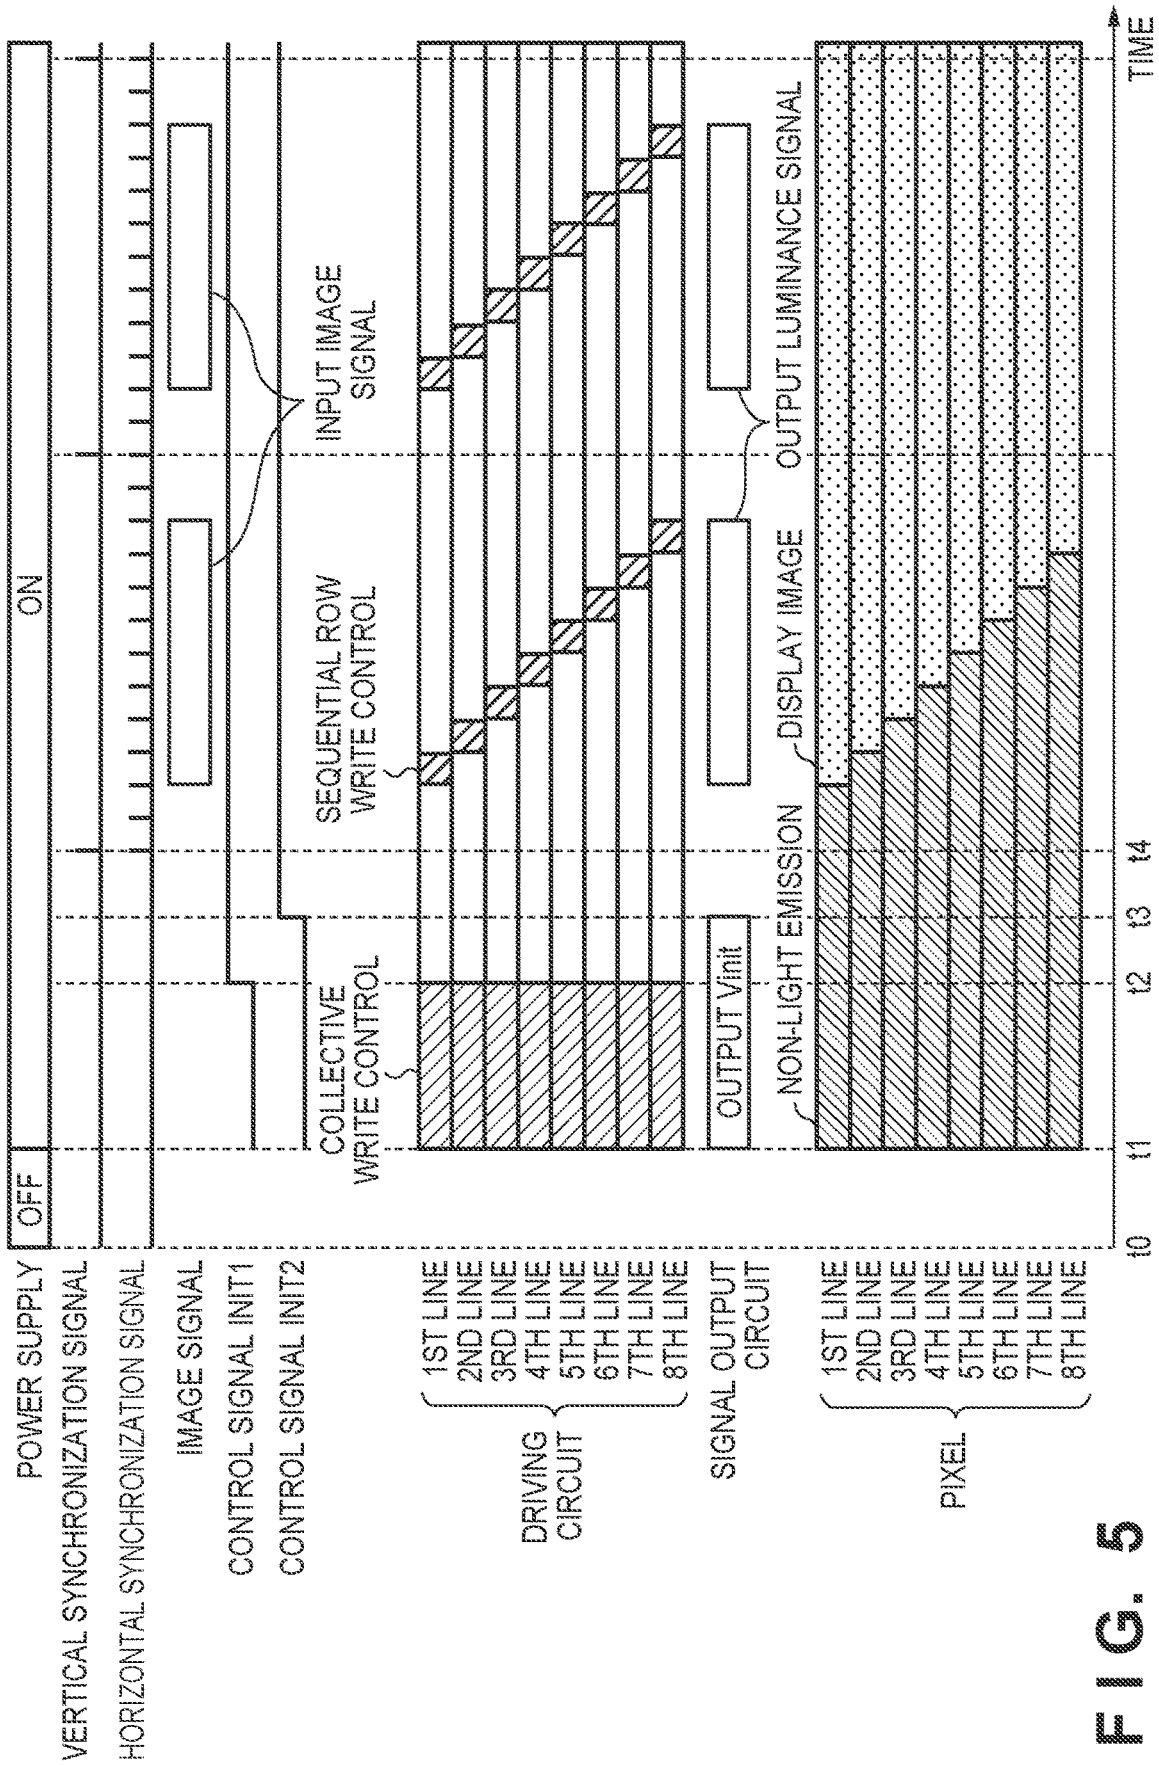 POWER SUPPLY
OFF
ON
VERTICAL SYNCHRONIZATION SIGNAL
HORIZONTAL SYNCHRONIZATION SIGNAL
IMAGE SIGNAL
CONTROL SIGNAL INIT1
CONTROL SIGNAL INIT2
INPUT IMAGE
SIGNAL
COLLECTIVE
WRITE CONTROL
SEQUENTIAL ROW
WRITE CONTROL
DRIVING
CIRCUIT
1ST LINE
2ND LINE
3RD LINE
4TH LINE
5TH LINE
6TH LINE
7TH LINE
8TH LINE
SIGNAL OUTPUT
CIRCUIT
OUTPUT Vinit
OUTPUT LUMINANCE SIGNAL
NON-LIGHT EMISSION
DISPLAY IMAGE
PIXEL
1ST LINE
2ND LINE
3RD LINE
4TH LINE
5TH LINE
6TH LINE
7TH LINE
8TH LINE
t0
t1
t2
t3
t4
TIME
FIG. 5